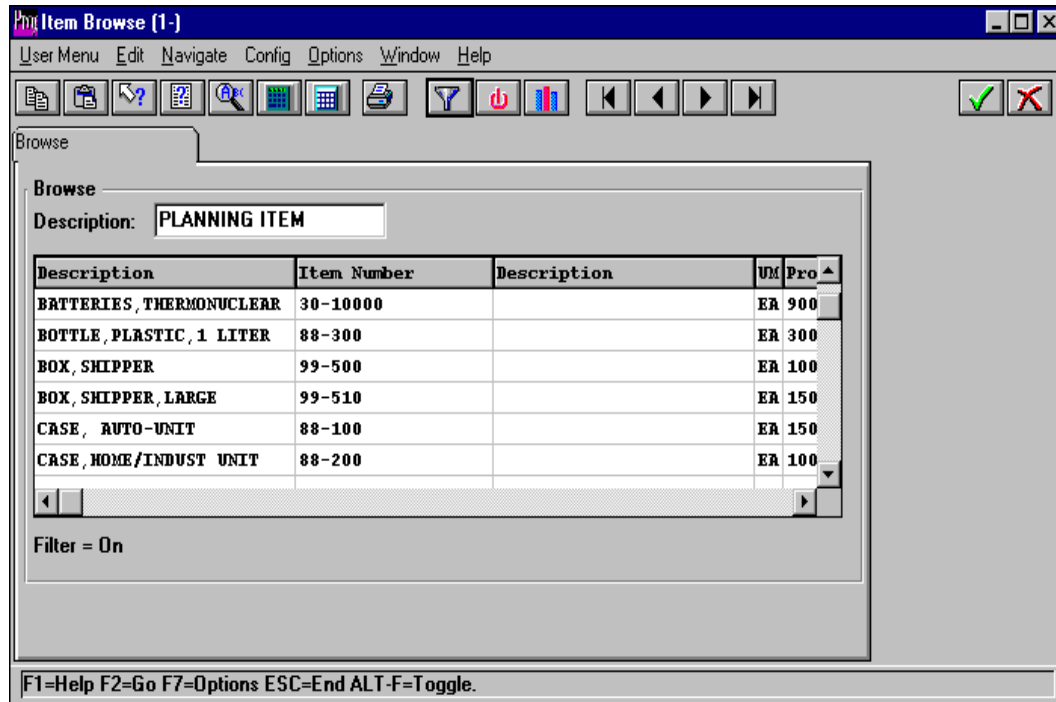 Item Browse (1-)
User Menu Edit Navigate Config Options Window Help
Browse
Browse
Description: PLANNING ITEM
Description Item Number Description UM Pro
BATTERIES,THERMONUCLEAR 30-10000 EA 900
BOTTLE,PLASTIC,1 LITER 88-300 EA 300
BOX,SHIPPER 99-500 EA 100
BOX,SHIPPER,LARGE 99-510 EA 150
CASE, AUTO-UNIT 88-100 EA 150
CASE,HOME/INDUST UNIT 88-200 EA 100
Filter = On
F1=Help F2=Go F7=Options ESC=End ALT-F=Toggle.